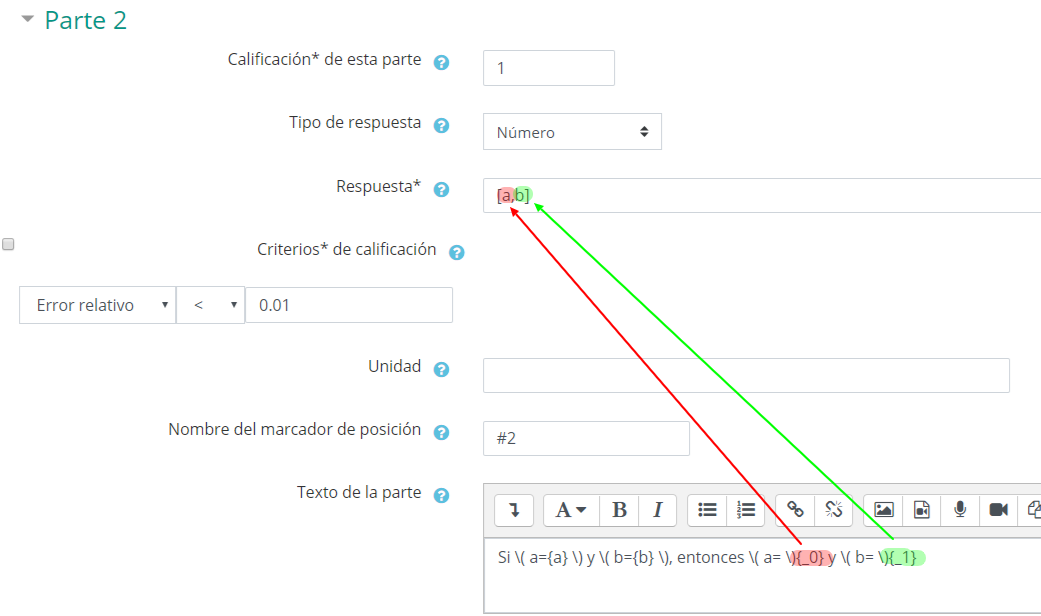 Parte 2
Calificación* de esta parte ?
1
Tipo de respuesta ?
Número
Respuesta* ?
[a,b]
Criterios* de calificación ?
Error relativo < 0.01
Unidad ?
Nombre del marcador de posición ?
#2
Texto de la parte ?
A B I
Si \( a={a} \) y \( b={b} \), entonces \( a= \){_0} y \( b= \){_1}